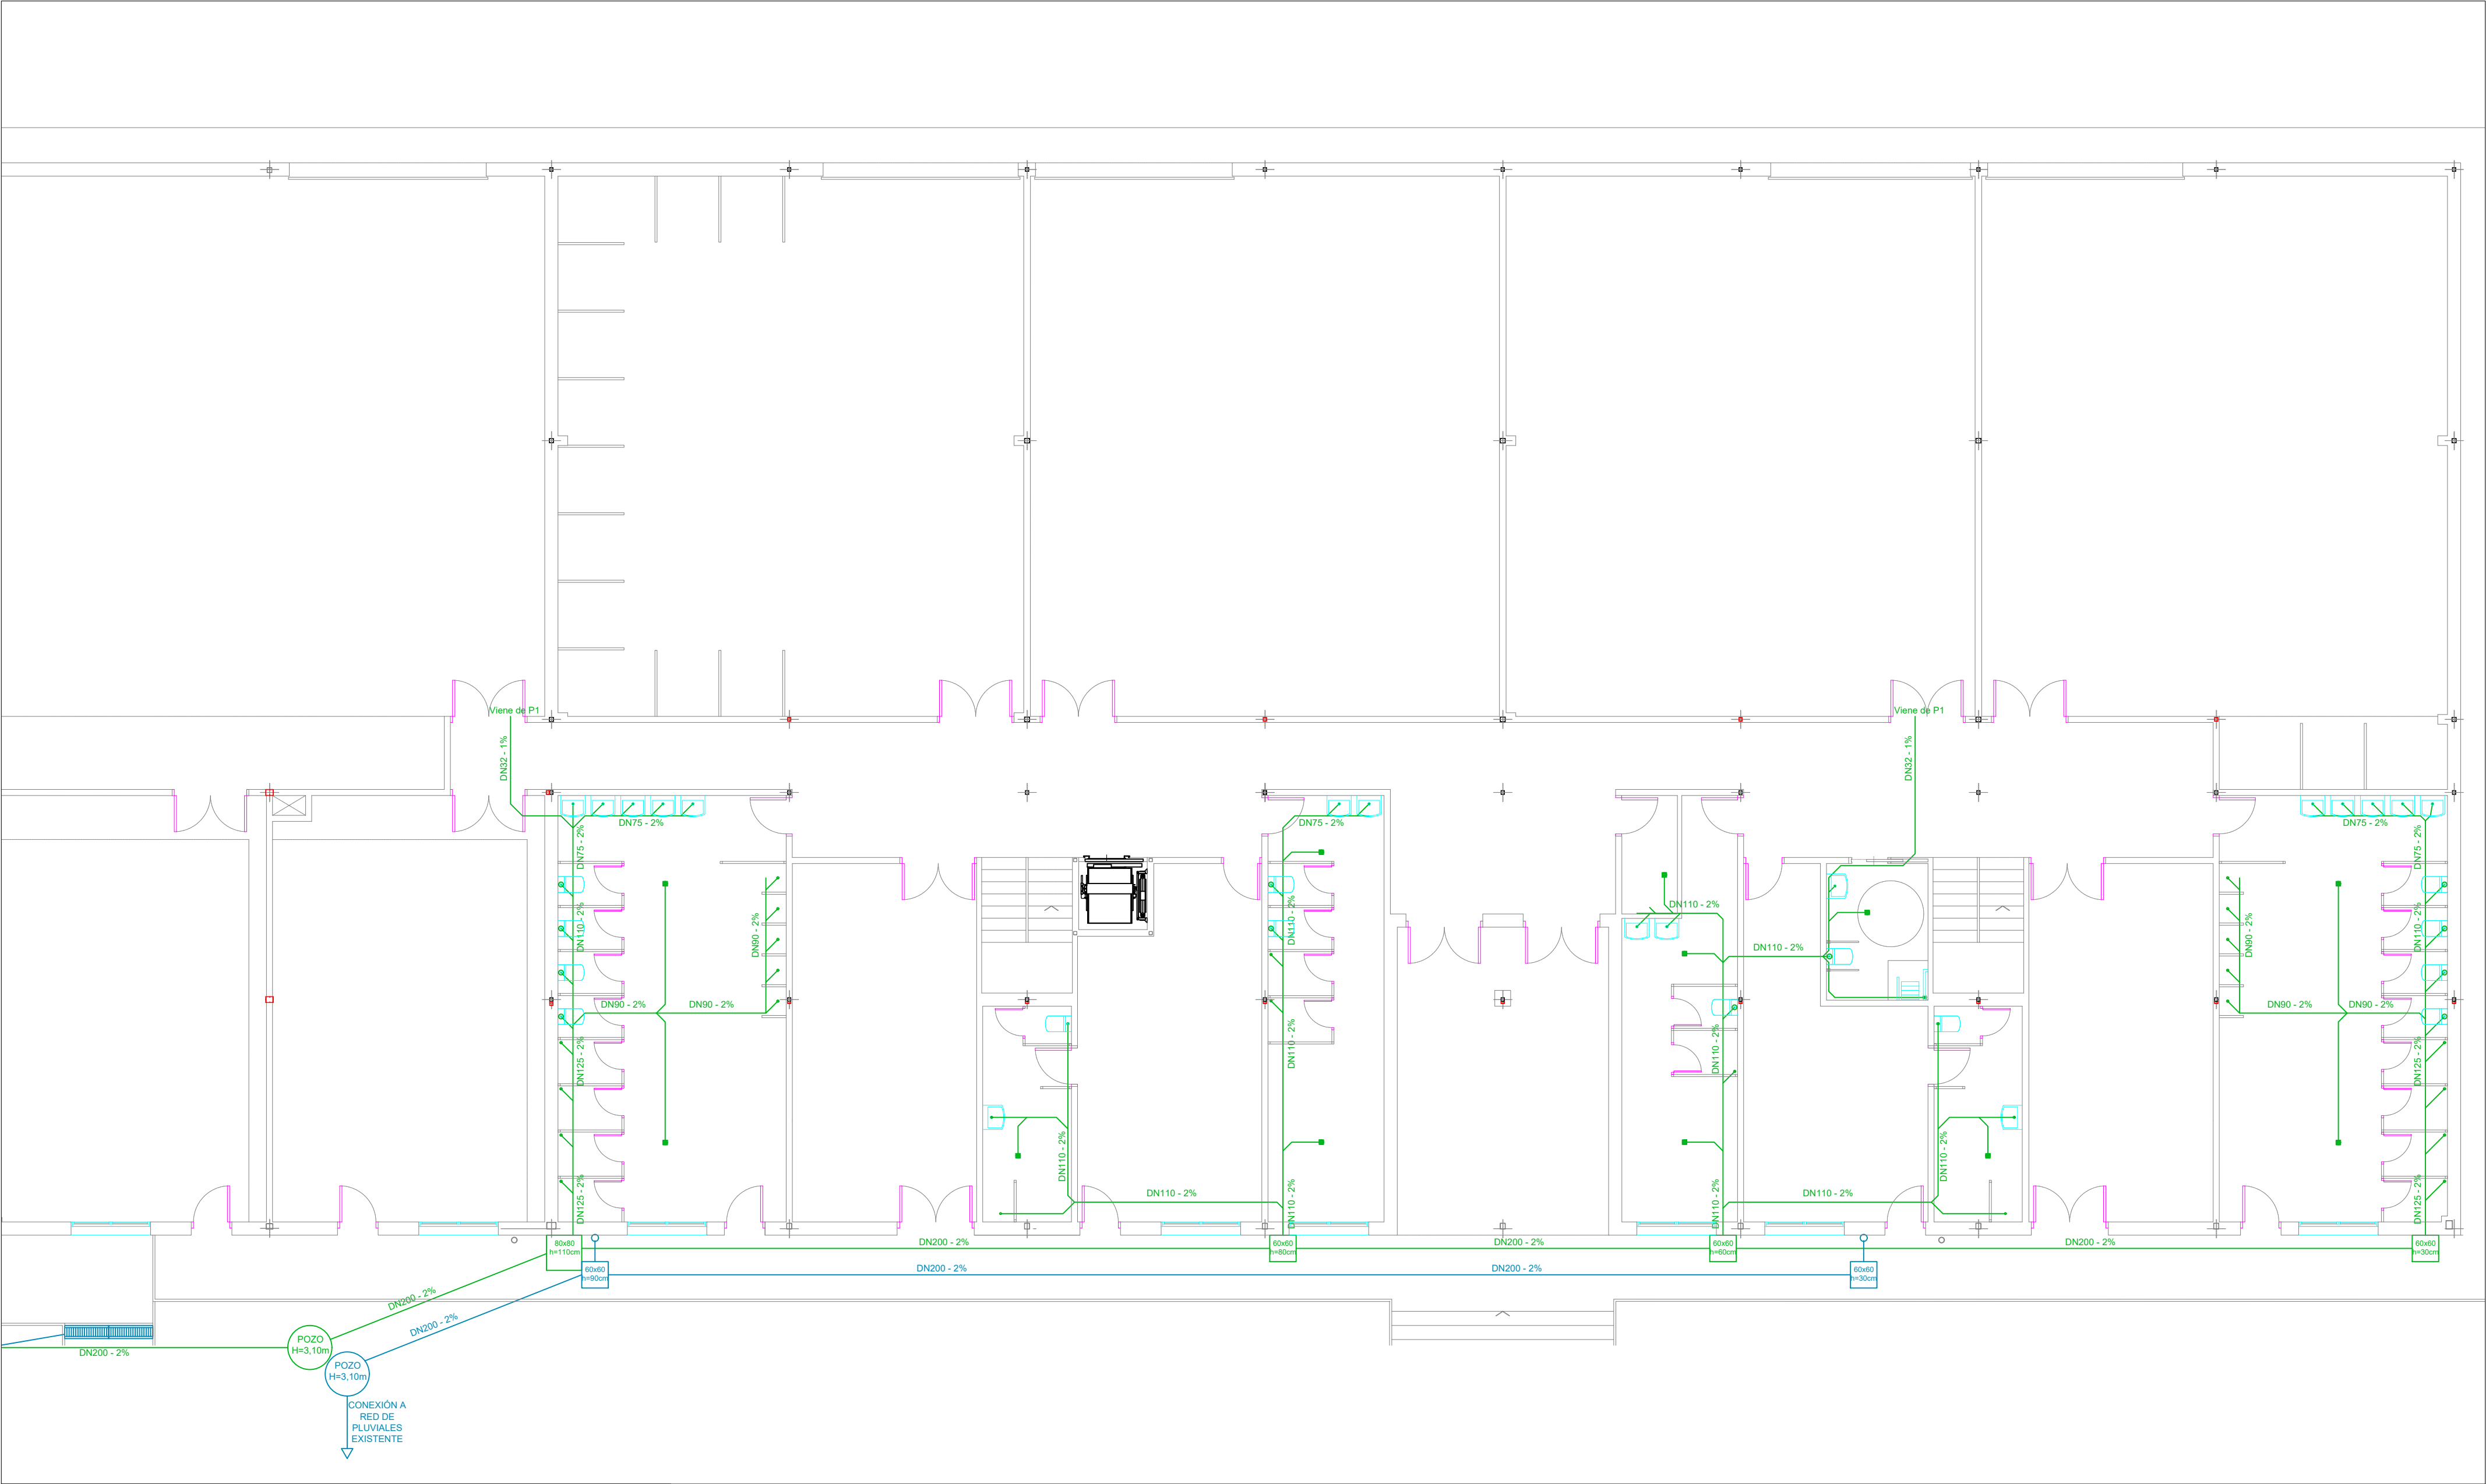 Viene de P1
Viene de P1
DN32 - 1%
DN32 - 1%
DN75 - 2%
DN75 - 2%
DN75 - 2%
DN75 - 2%
DN75 - 2%
DN110 - 2%
DN90 - 2%
DN110 - 2%
DN110 - 2%
DN110 - 2%
DN90 - 2%
DN110 - 2%
DN90 - 2%
DN90 - 2%
DN90 - 2%
DN90 - 2%
DN125 - 2%
DN110 - 2%
DN110 - 2%
DN125 - 2%
DN110 - 2%
DN110 - 2%
DN125 - 2%
DN110 - 2%
DN110 - 2%
DN110 - 2%
DN110 - 2%
DN125 - 2%
80x80
h=110cm
DN200 - 2%
60x60
h=80cm
DN200 - 2%
60x60
h=60cm
DN200 - 2%
60x60
h=30cm
60x60
h=90cm
DN200 - 2%
DN200 - 2%
60x60
h=30cm
DN200 - 2%
DN200 - 2%
POZO
H=3,10m
DN200 - 2%
POZO
H=3,10m
CONEXIÓN A
RED DE
PLUVIALES
EXISTENTE